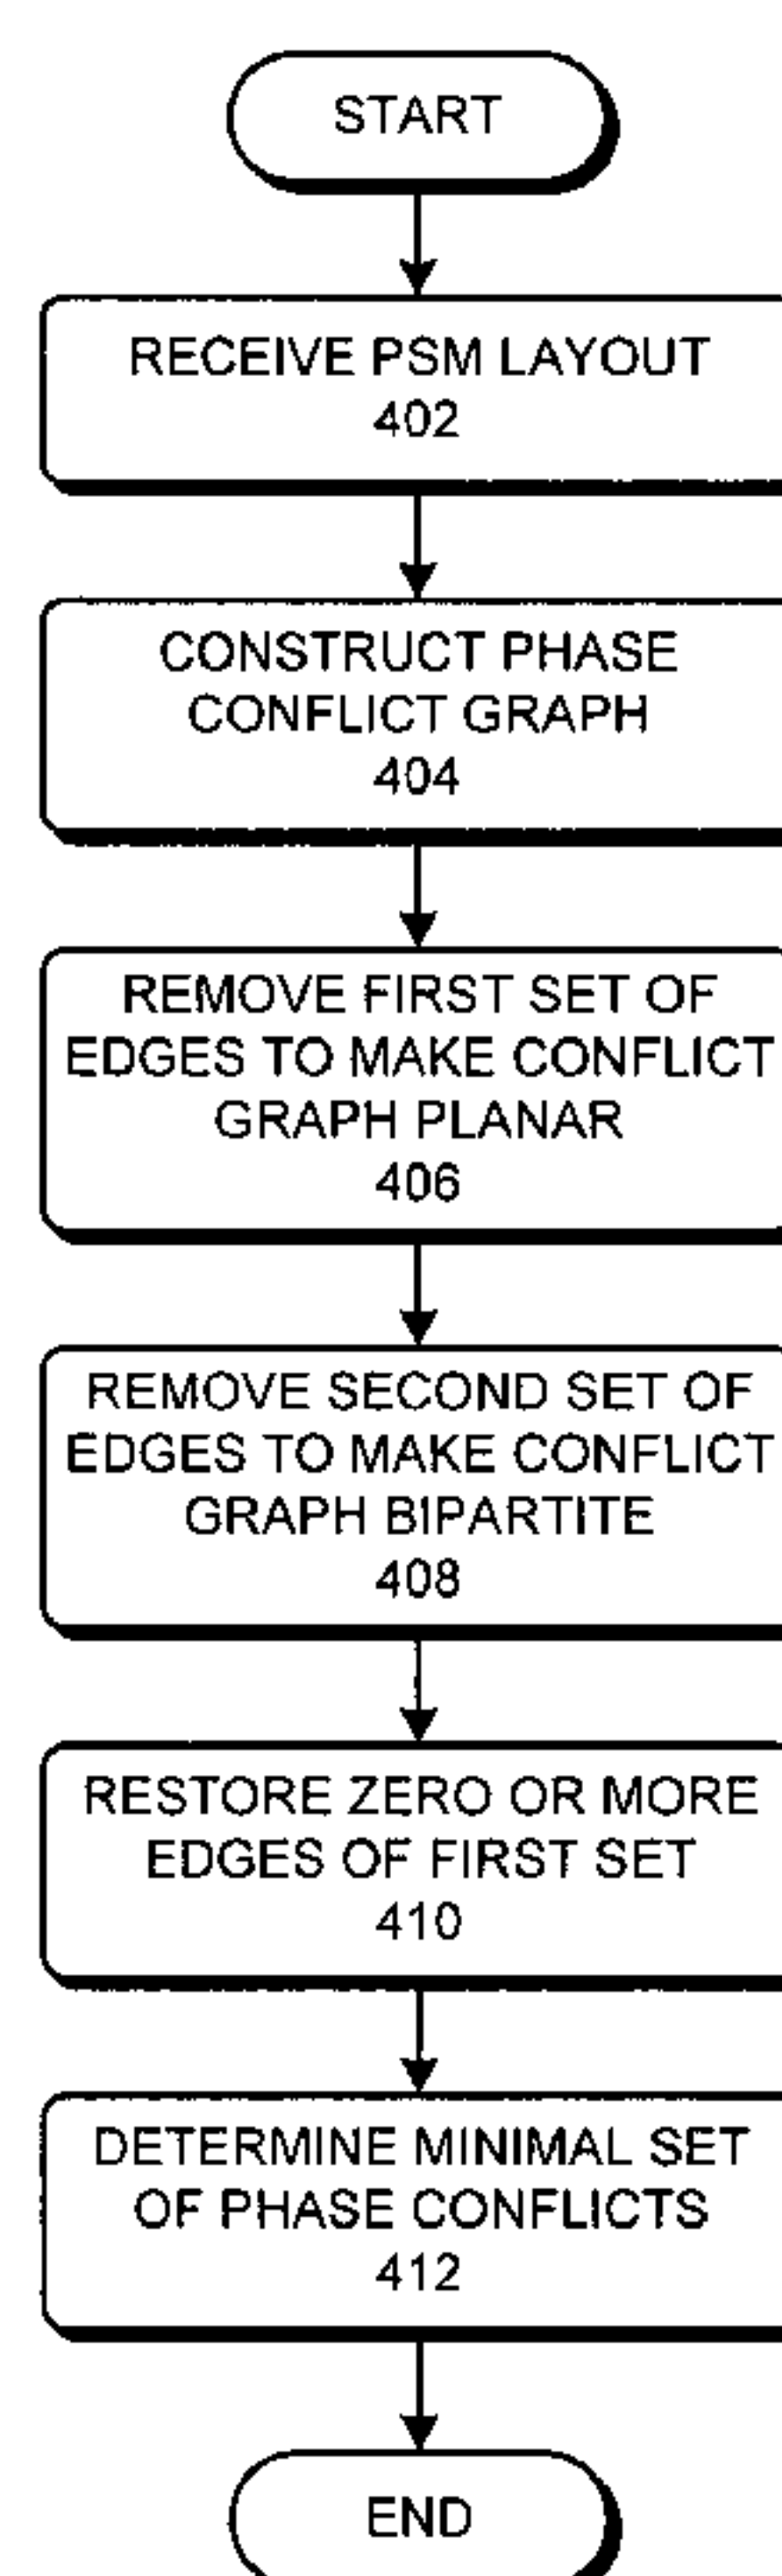 START
RECEIVE PSM LAYOUT
402
CONSTRUCT PHASE
CONFLICT GRAPH
404
REMOVE FIRST SET OF
EDGES TO MAKE CONFLICT
GRAPH PLANAR
406
REMOVE SECOND SET OF
EDGES TO MAKE CONFLICT
GRAPH BIPARTITE
408
RESTORE ZERO OR MORE
EDGES OF FIRST SET
410
DETERMINE MINIMAL SET
OF PHASE CONFLICTS
412
END